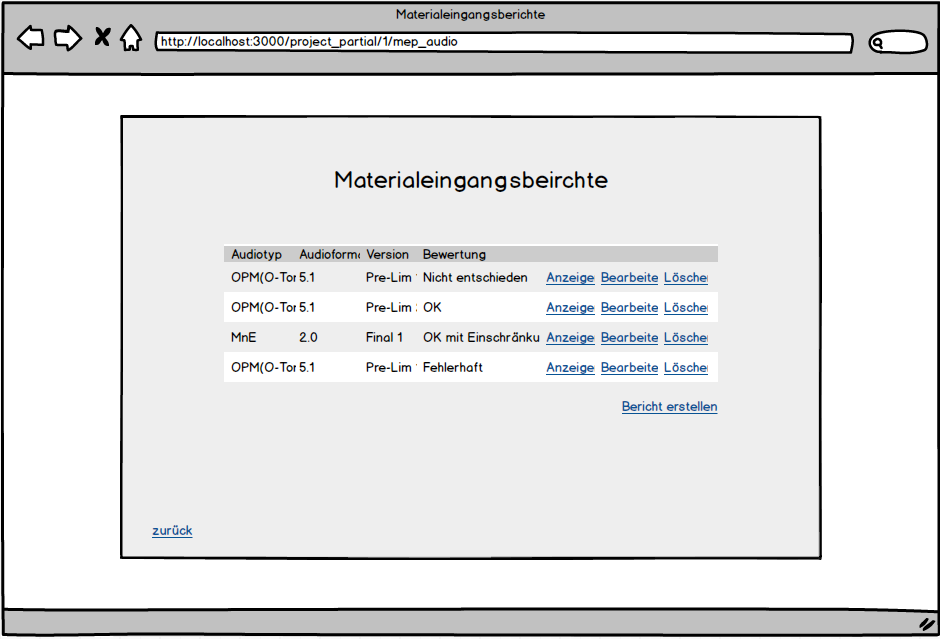 Materialeingangsberichte
http://localhost:3000/project_partial/1/mep_audio
Materialeingangsbeirchte
Audiotyp Audioforma Version Bewertung
OPM(O-Tor 5.1 Pre-Lim Nicht entschieden Anzeige Bearbeite Lösche
OPM(O-Tor 5.1 Pre-Lim OK Anzeige Bearbeite Lösche
MnE 2.0 Final 1 OK mit Einschränku Anzeige Bearbeite Lösche
OPM(O-Tor 5.1 Pre-Lim Fehlerhaft Anzeige Bearbeite Lösche
Bericht erstellen
zurück